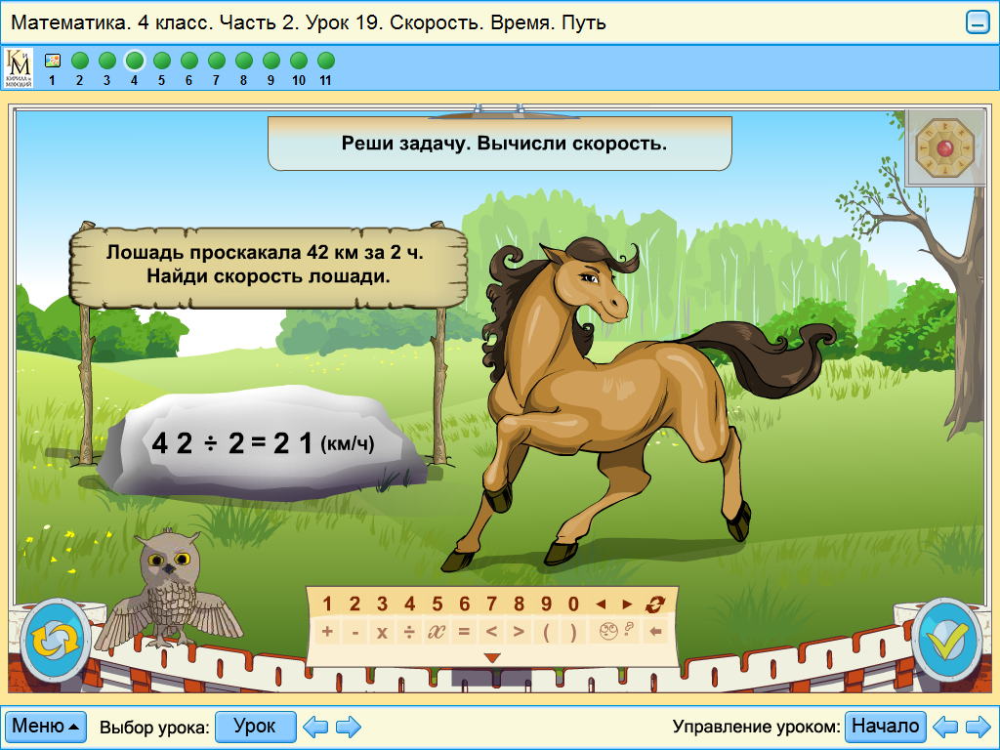 Математика. 4 класс. Часть 2. Урок 19. Скорость. Время. Путь
К и М
КИРИЛЛ и МЕФОДИЙ
1 2 3 4 5 6 7 8 9 10 11
Реши задачу. Вычисли скорость.
Лошадь проскакала 42 км за 2 ч.
Найди скорость лошади.
4 2 ÷ 2 = 2 1 (км/ч)
1 2 3 4 5 6 7 8 9 0 ◄ ►
+ - x ÷ x = < > ( ) ? ←
Меню Выбор урока: Урок Управление уроком: Начало